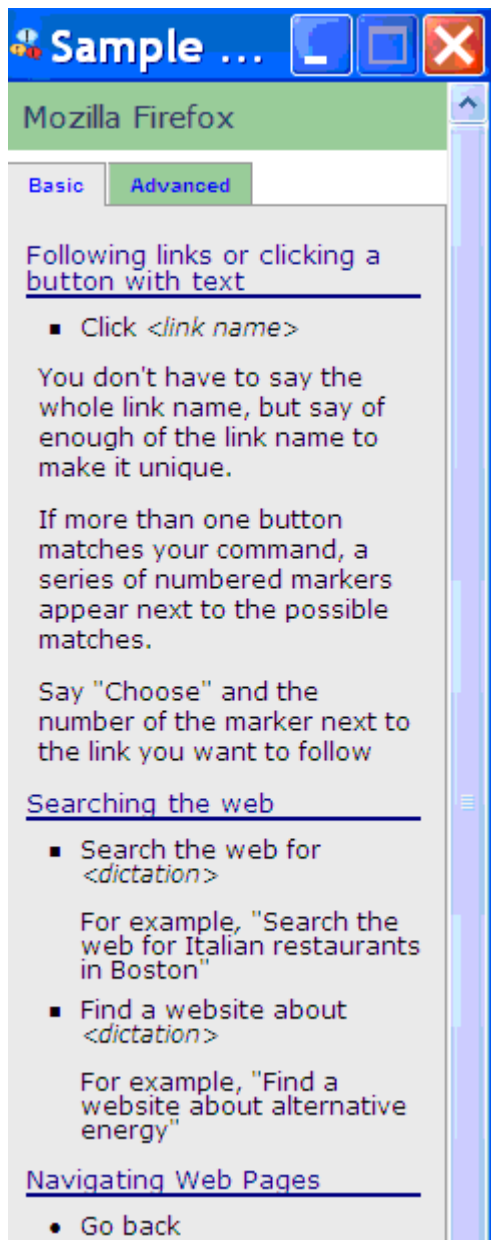 Sample ...
Mozilla Firefox
Basic Advanced
Following links or clicking a
button with text
▪ Click <link name>
You don't have to say the
whole link name, but say of
enough of the link name to
make it unique.
If more than one button
matches your command, a
series of numbered markers
appear next to the possible
matches.
Say "Choose" and the
number of the marker next to
the link you want to follow
Searching the web
▪ Search the web for
<dictation>
For example, "Search the
web for Italian restaurants
in Boston"
▪ Find a website about
<dictation>
For example, "Find a
website about alternative
energy"
Navigating Web Pages
• Go back